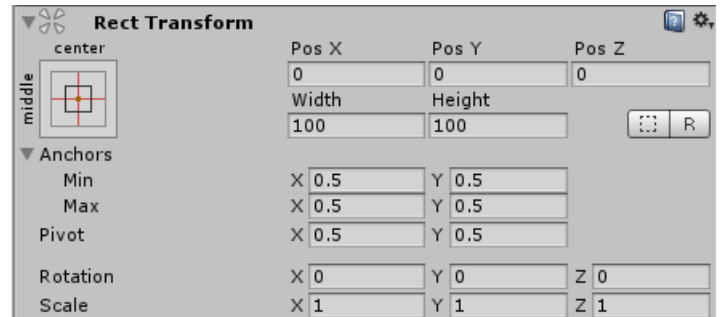 Rect Transform
center
Pos X Pos Y Pos Z
middle
0 0 0
Width Height
100 100 R
Anchors
Min X 0.5 Y 0.5
Max X 0.5 Y 0.5
Pivot X 0.5 Y 0.5
Rotation X 0 Y 0 Z 0
Scale X 1 Y 1 Z 1